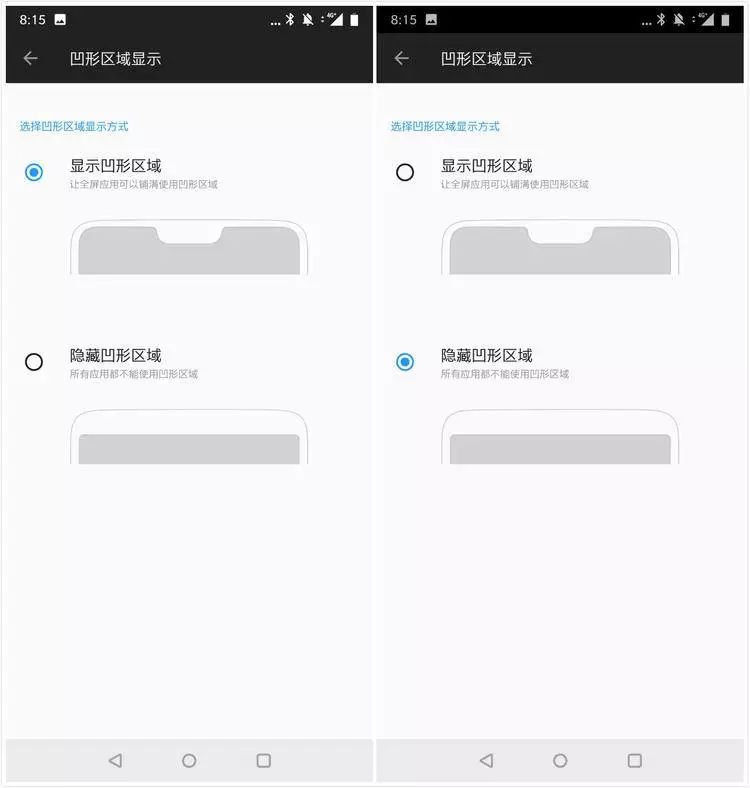 8:15
4G+
凹形区域显示
选择凹形区域显示方式
显示凹形区域
让全屏应用可以铺满使用凹形区域
隐藏凹形区域
所有应用都不能使用凹形区域
8:15
4G+
凹形区域显示
选择凹形区域显示方式
显示凹形区域
让全屏应用可以铺满使用凹形区域
隐藏凹形区域
所有应用都不能使用凹形区域